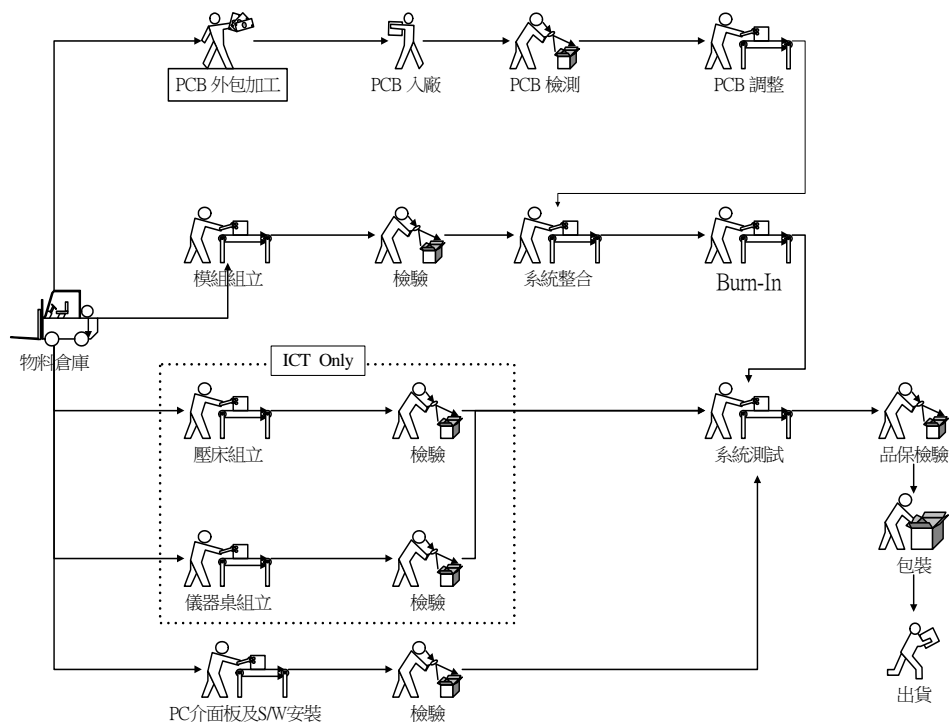 PCB 外包加工
PCB 入廠
PCB 檢測
PCB 調整
模組組立
檢驗
系統整合
Burn-In
物料倉庫
ICT Only
壓床組立
檢驗
系統測試
品保檢驗
儀器桌組立
檢驗
包裝
PC介面板及S/W安裝
檢驗
出貨